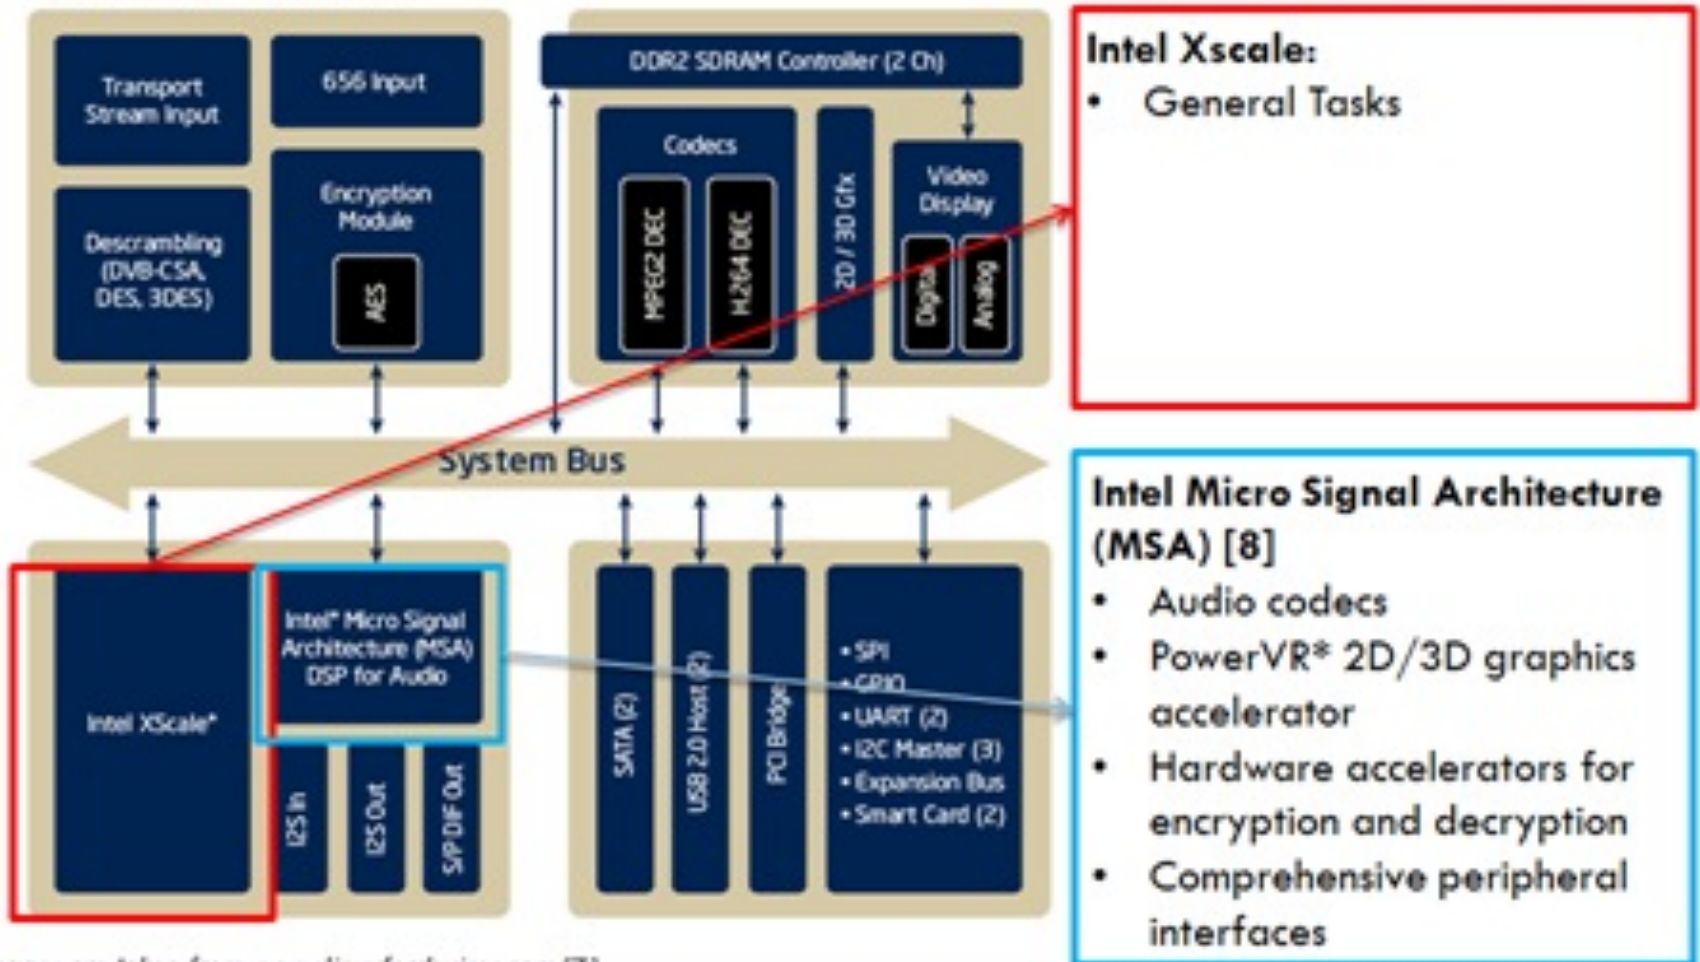 Transport
Stream Input
656 Input
Descrambling
(DVB-CSA,
DES, 3DES)
Encryption
Module
AES
DDR2 SDRAM Controller (2 Ch)
Codecs
MPEG2 DEC
H.264 DEC
2D / 3D Gfx
Video
Display
Digital
Analog
System Bus
Intel XScale*
Intel* Micro Signal
Architecture (MSA)
DSP for Audio
I2S In
I2S Out
S/P DIF Out
SATA (2)
USB 2.0 Host (2)
PCI Bridge
• SPI
• GPIO
• UART (2)
• I2C Master (3)
• Expansion Bus
• Smart Card (2)
Intel Xscale:
• General Tasks
Intel Micro Signal Architecture
(MSA) [8]
• Audio codecs
• PowerVR* 2D/3D graphics
accelerator
• Hardware accelerators for
encryption and decryption
• Comprehensive peripheral
interfaces